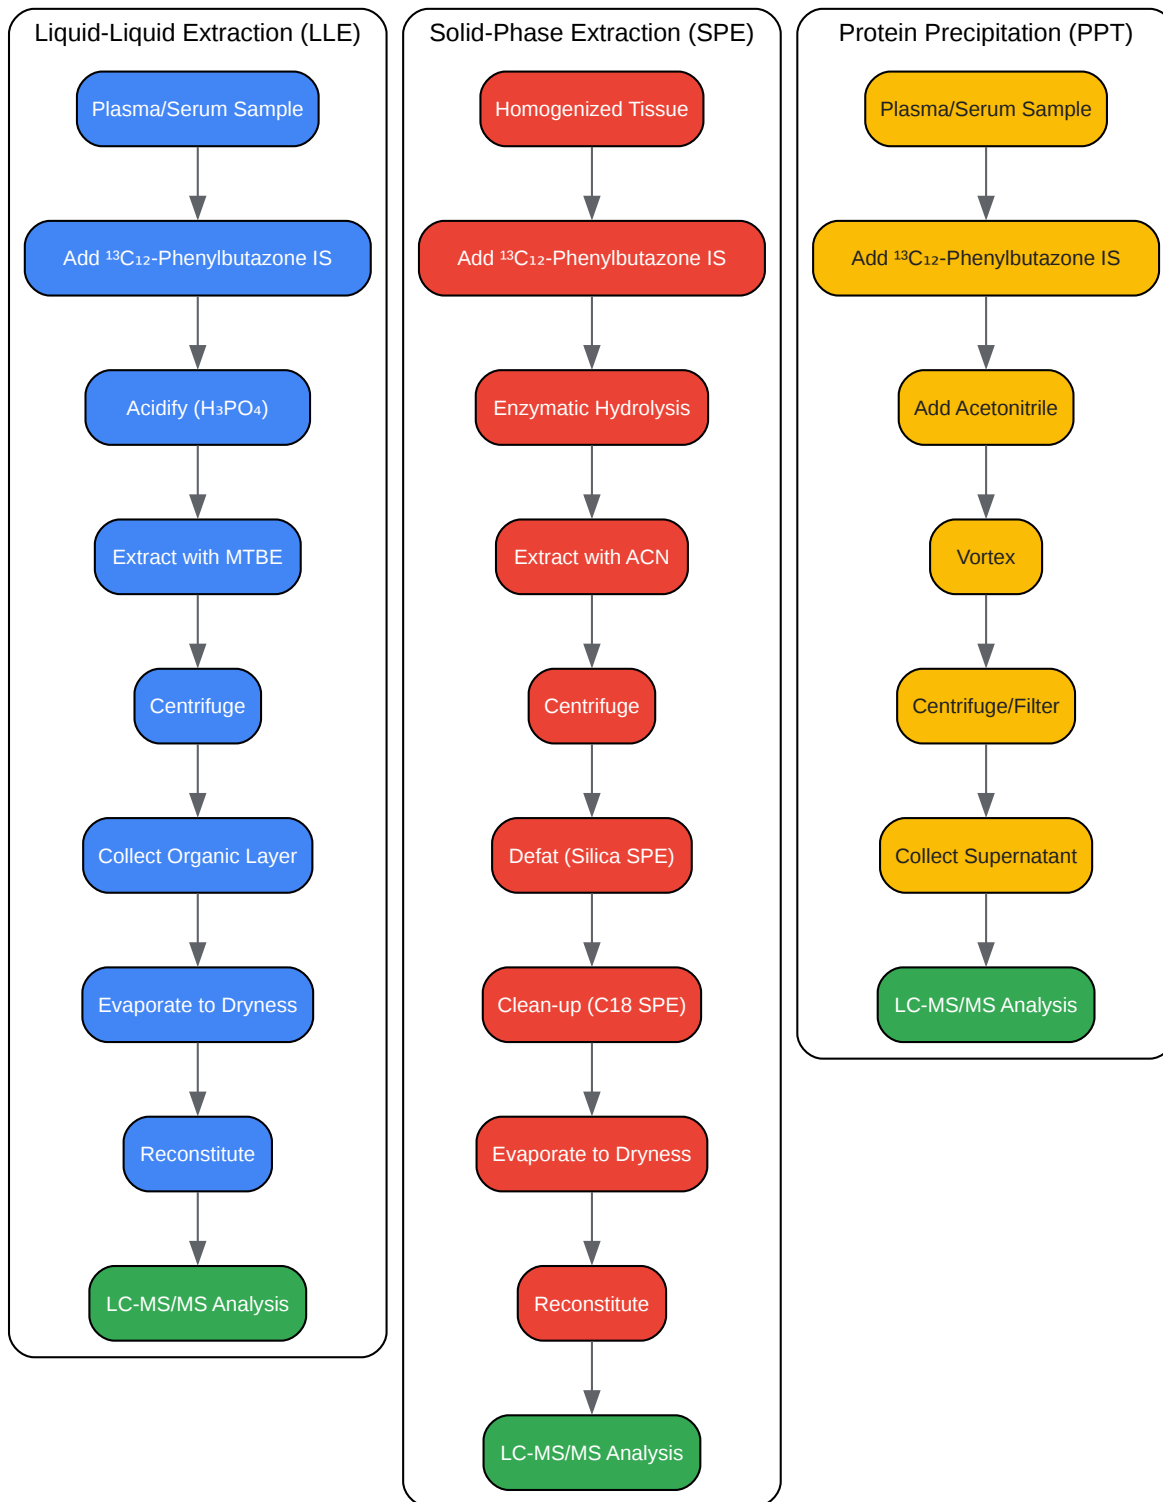 Liquid-Liquid Extraction (LLE)
Plasma/Serum Sample
Add ¹³C₁₂-Phenylbutazone IS
Acidify (H₃PO₄)
Extract with MTBE
Centrifuge
Collect Organic Layer
Evaporate to Dryness
Reconstitute
LC-MS/MS Analysis
Solid-Phase Extraction (SPE)
Homogenized Tissue
Add ¹³C₁₂-Phenylbutazone IS
Enzymatic Hydrolysis
Extract with ACN
Centrifuge
Defat (Silica SPE)
Clean-up (C18 SPE)
Evaporate to Dryness
Reconstitute
LC-MS/MS Analysis
Protein Precipitation (PPT)
Plasma/Serum Sample
Add ¹³C₁₂-Phenylbutazone IS
Add Acetonitrile
Vortex
Centrifuge/Filter
Collect Supernatant
LC-MS/MS Analysis